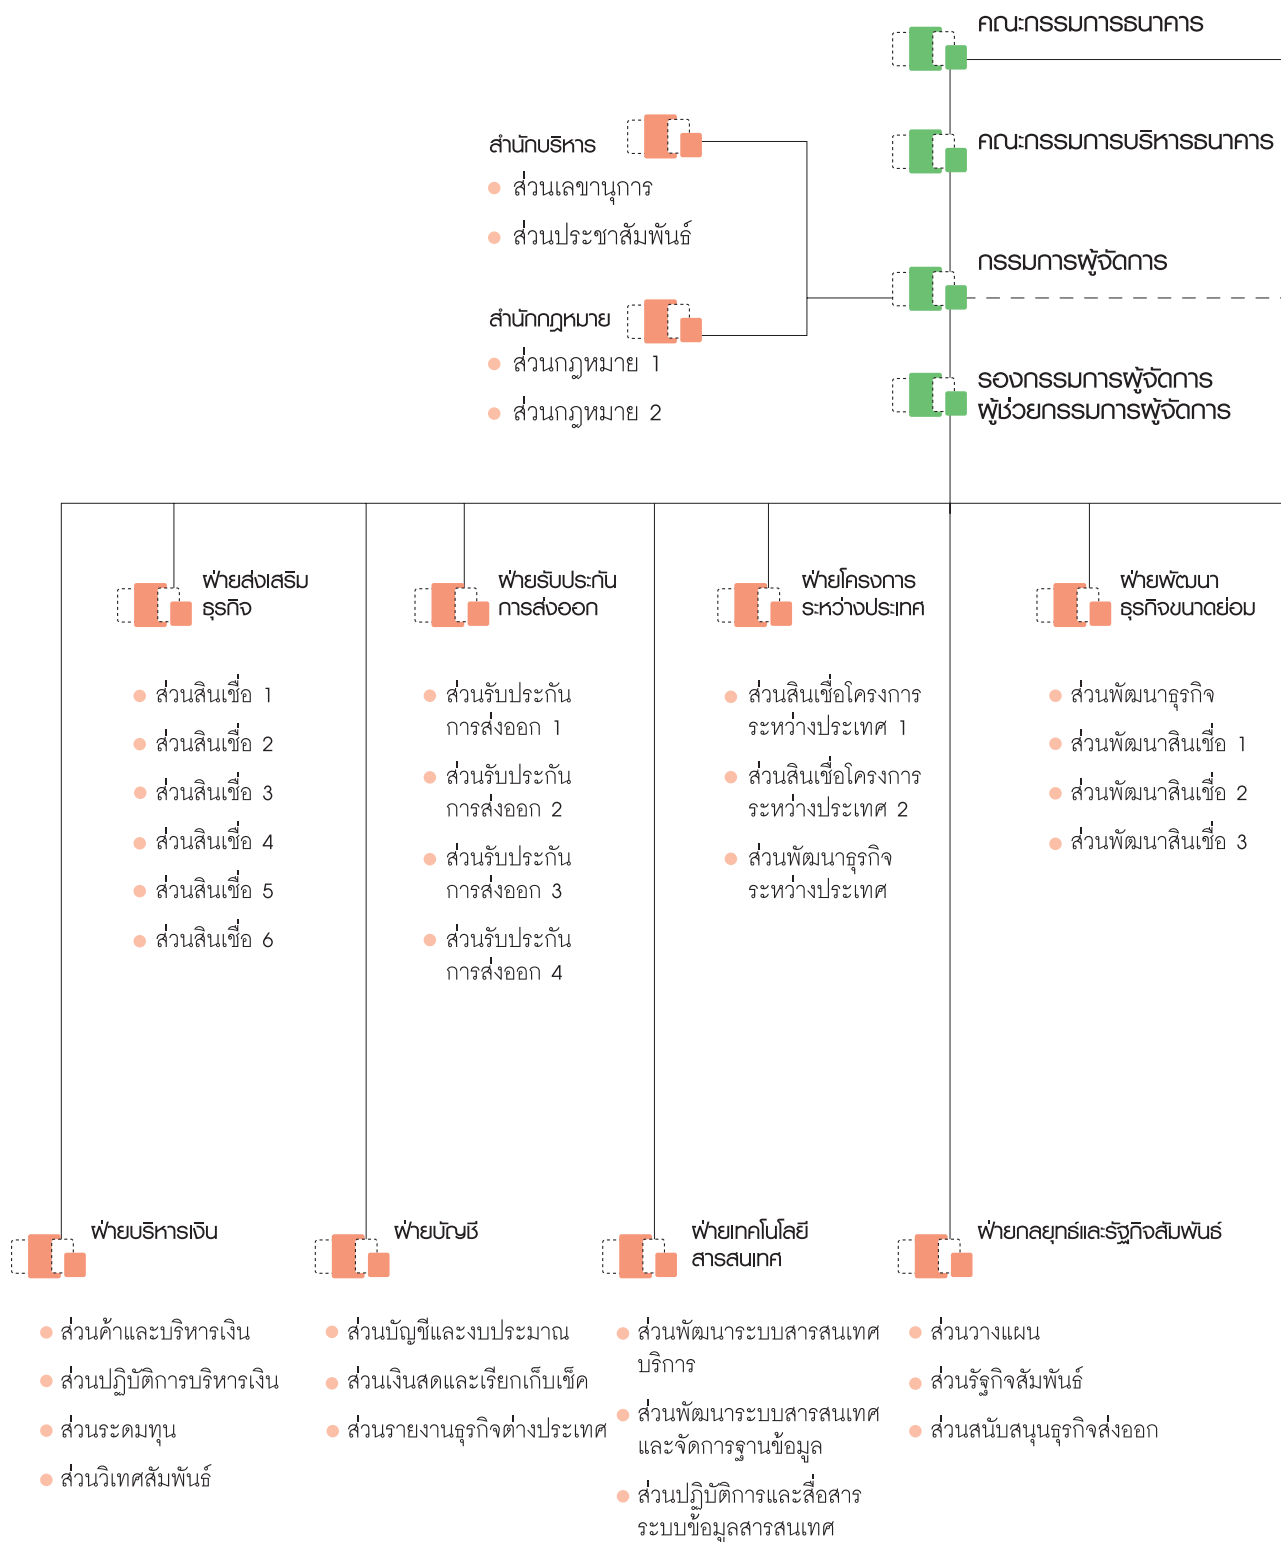 คณะกรรมการธนาคาร
คณะกรรมการบริหารธนาคาร
สำนักบริหาร
ส่วนเลขานุการ
ส่วนประชาสัมพันธ์
กรรมการผู้จัดการ
สำนักกฎหมาย
ส่วนกฎหมาย 1
ส่วนกฎหมาย 2
รองกรรมการผู้จัดการ
ผู้ช่วยกรรมการผู้จัดการ
ฝ่ายส่งเสริม
ธุรกิจ
ส่วนสินเชื่อ 1
ส่วนสินเชื่อ 2
ส่วนสินเชื่อ 3
ส่วนสินเชื่อ 4
ส่วนสินเชื่อ 5
ส่วนสินเชื่อ 6
ฝ่ายรับประกัน
การส่งออก
ส่วนรับประกัน
การส่งออก 1
ส่วนรับประกัน
การส่งออก 2
ส่วนรับประกัน
การส่งออก 3
ส่วนรับประกัน
การส่งออก 4
ฝ่ายโครงการ
ระหว่างประเทศ
ส่วนสินเชื่อโครงการ
ระหว่างประเทศ 1
ส่วนสินเชื่อโครงการ
ระหว่างประเทศ 2
ส่วนพัฒนาธุรกิจ
ระหว่างประเทศ
ฝ่ายพัฒนา
ธุรกิจขนาดย่อม
ส่วนพัฒนาธุรกิจ
ส่วนพัฒนาสินเชื่อ 1
ส่วนพัฒนาสินเชื่อ 2
ส่วนพัฒนาสินเชื่อ 3
ฝ่ายบริหารเงิน
ส่วนค้าและบริหารเงิน
ส่วนปฏิบัติการบริหารเงิน
ส่วนระดมทุน
ส่วนวิเทศสัมพันธ์
ฝ่ายบัญชี
ส่วนบัญชีและงบประมาณ
ส่วนเงินสดและเรียกเก็บเช็ค
ส่วนรายงานธุรกิจต่างประเทศ
ฝ่ายเทคโนโลยี
สารสนเทศ
ส่วนพัฒนาระบบสารสนเทศ
บริการ
ส่วนพัฒนาระบบสารสนเทศ
และจัดการฐานข้อมูล
ส่วนปฏิบัติการและสื่อสาร
ระบบข้อมูลสารสนเทศ
ฝ่ายกลยุทธ์และรัฐกิจสัมพันธ์
ส่วนวางแผน
ส่วนรัฐกิจสัมพันธ์
ส่วนสนับสนุนธุรกิจส่งออก